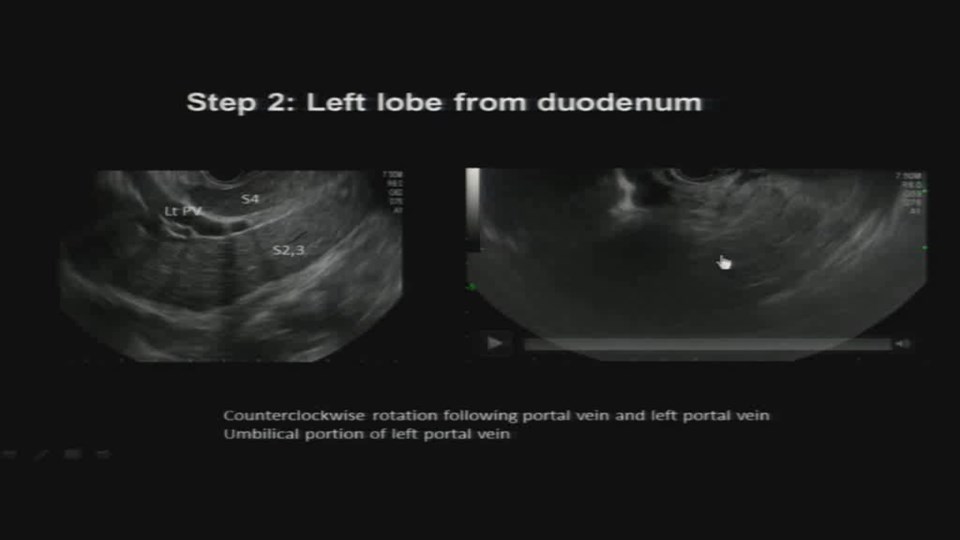 Step 2: Left lobe from duodenum
S4
Lt PV
S2,3
Counterclockwise rotation following portal vein and left portal vein
Umbilical portion of left portal vein